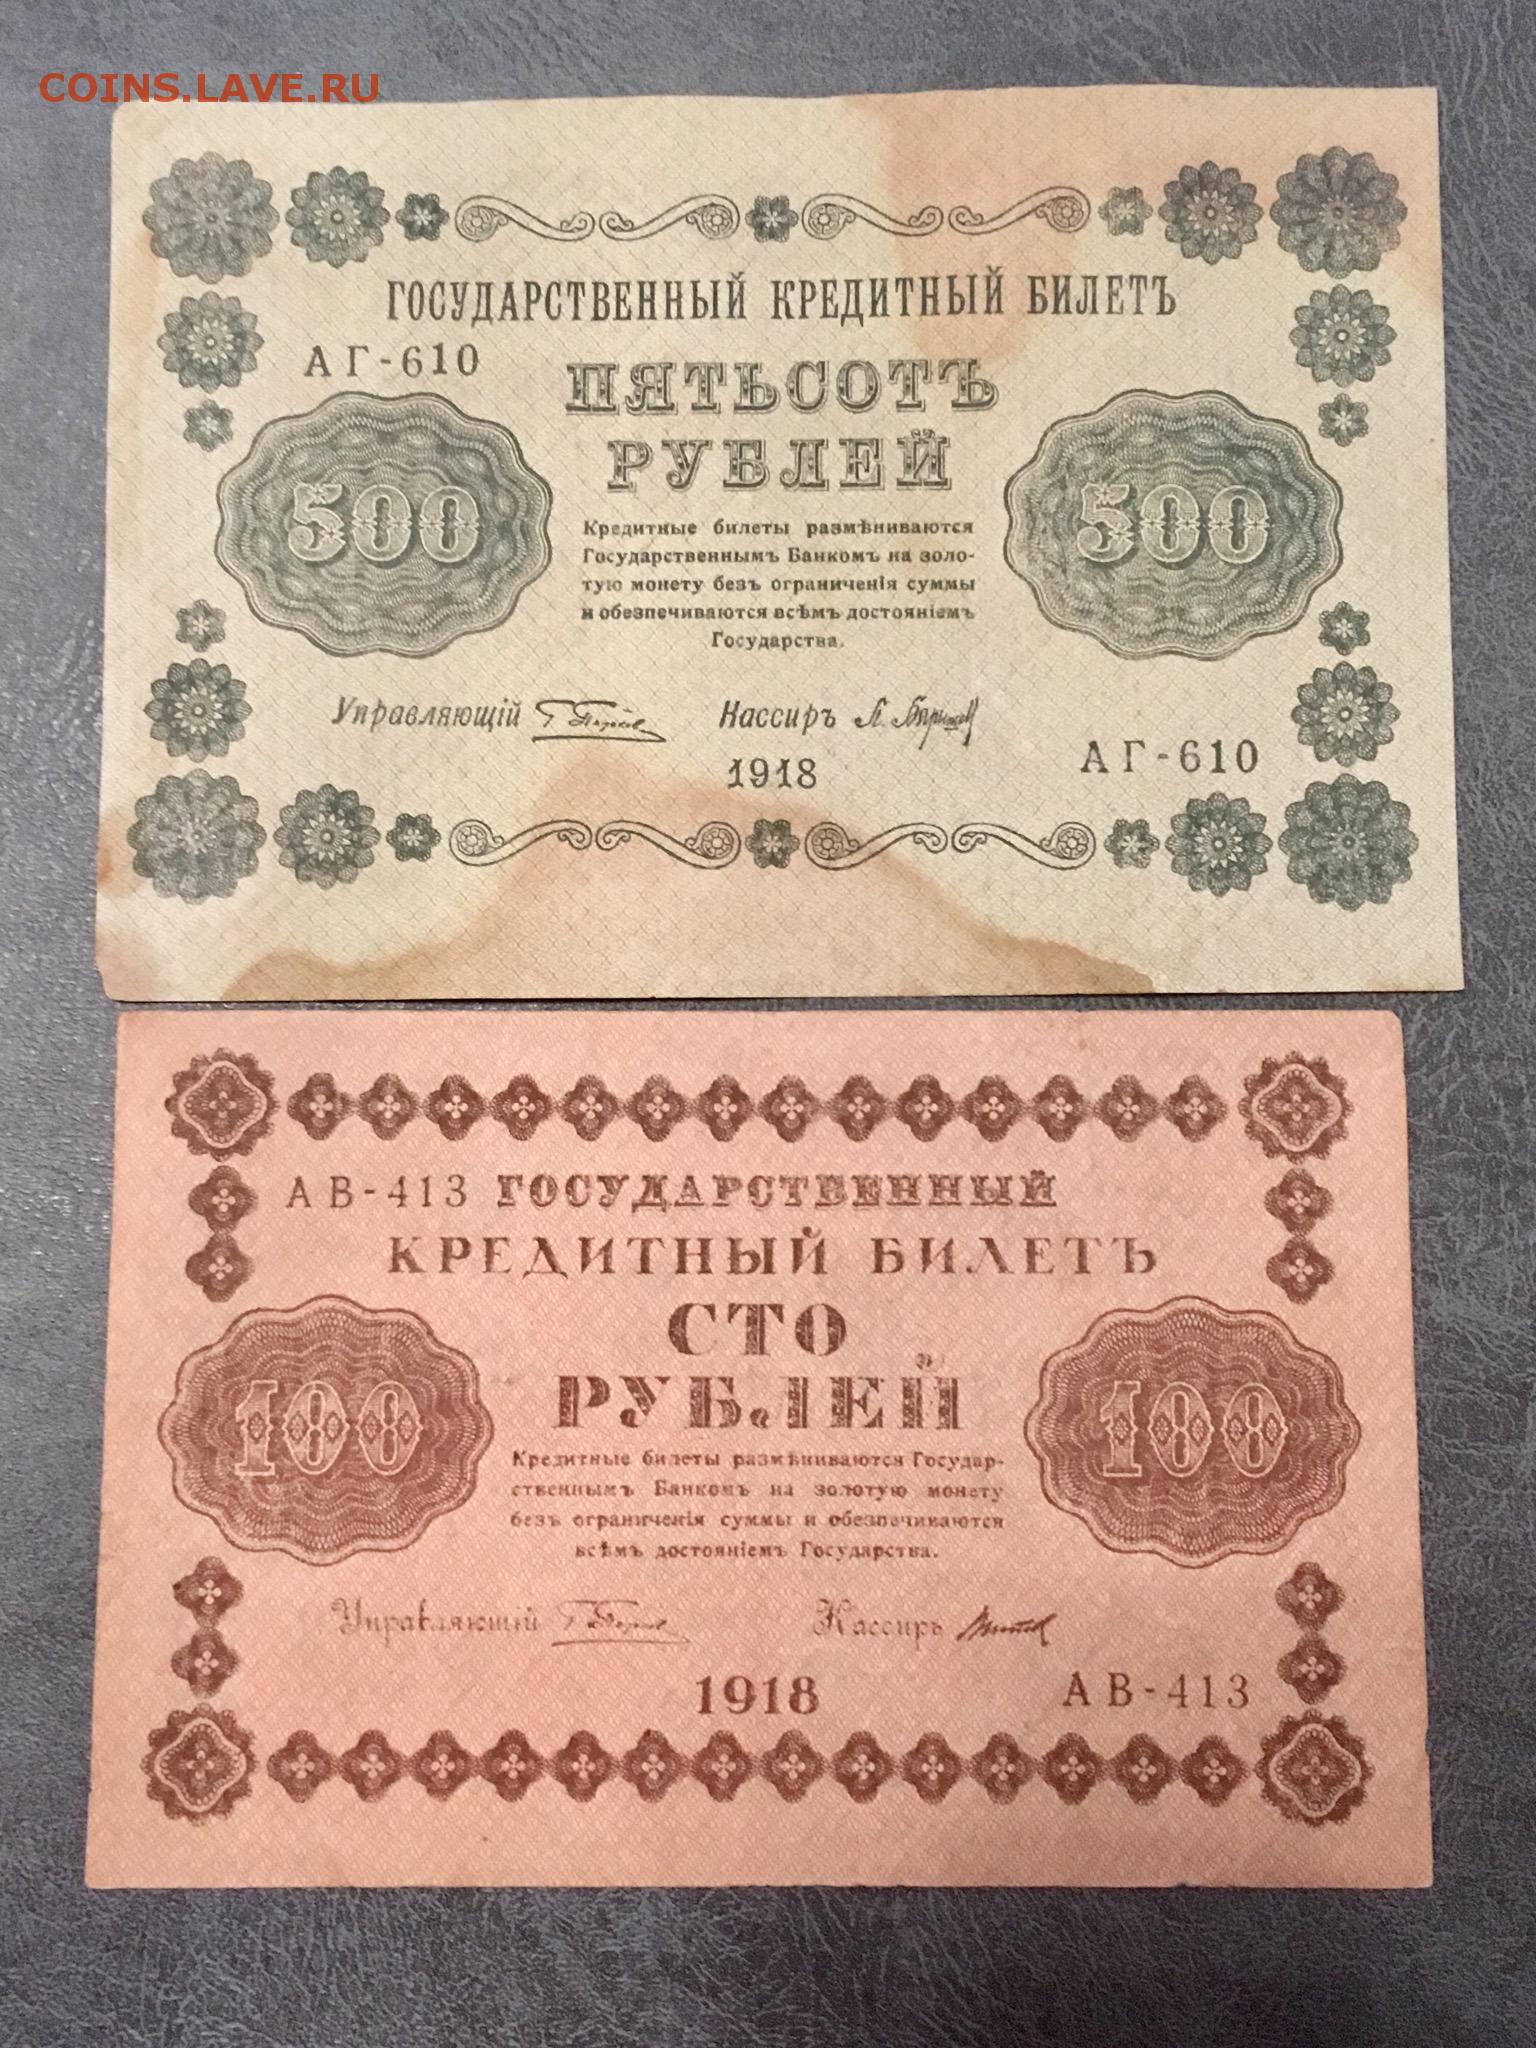 COINS.LAVE.RU
ГОСУДАРСТВЕННЫЙ КРЕДИТНЫЙ БИЛЕТЪ
АГ-610
ПЯТЬСОТЪ
РУБЛЕЙ
500
500
Кредитные билеты размѣниваются
Государственнымъ Банкомъ на золо-
тую монету безъ ограниченія суммы
и обезпечиваются всѣмъ достояніемъ
Государства.
Управляющій Кассиръ
1918
АГ-610
АВ-413 ГОСУДАРСТВЕННЫЙ
КРЕДИТНЫЙ БИЛЕТЪ
СТО
РУБЛЕЙ
100
100
Кредитные билеты размѣниваются Государ-
ственнымъ Банкомъ на золотую монету
безъ ограниченія суммы и обезпечиваются
всѣмъ достояніемъ Государства.
Управляющій Кассиръ
1918
АВ-413